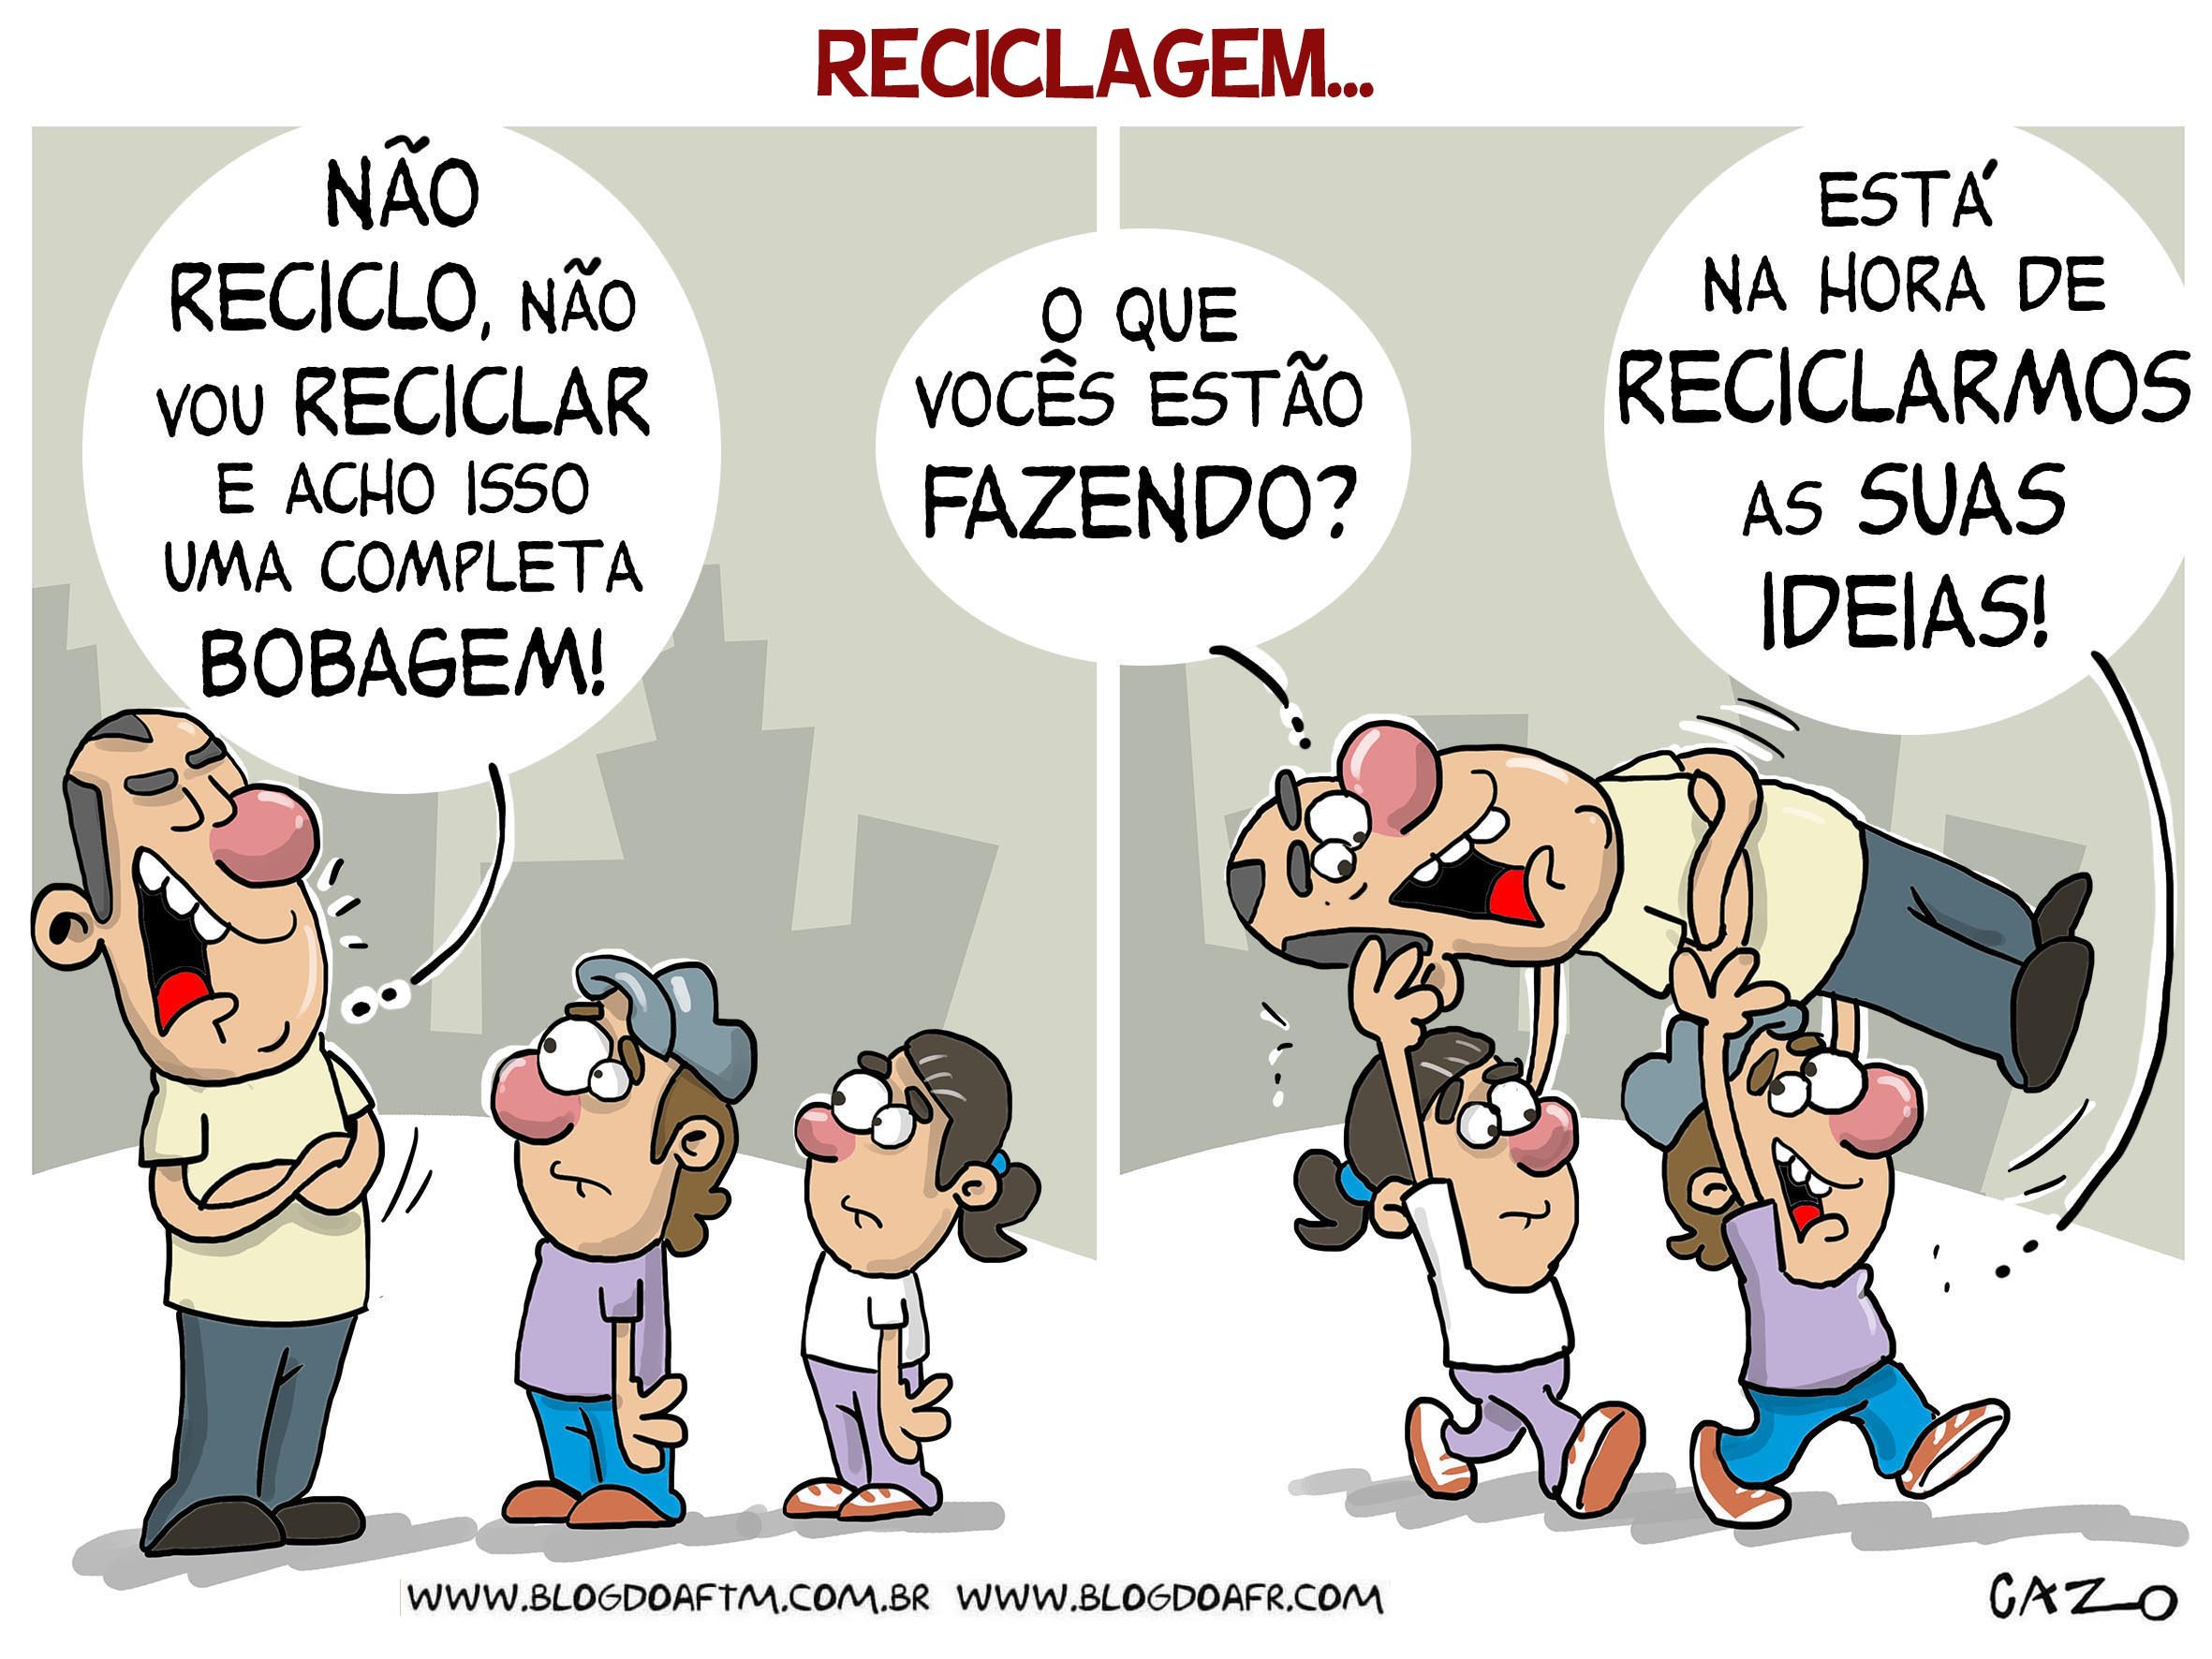 RECICLAGEM...
NÃO
RECICLO, NÃO
VOU RECICLAR
E ACHO ISSO
UMA COMPLETA
BOBAGEM!
O QUE
VOCÊS ESTÃO
FAZENDO?
ESTÁ
NA HORA DE
RECICLARMOS
AS SUAS
IDEIAS!
WWW.BLOGDOAFTM.COM.BR WWW.BLOGDOAFR.COM
CAZO